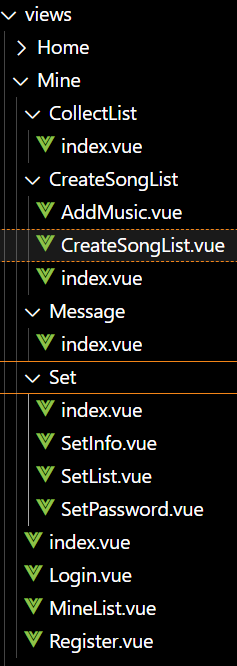 views
Home
Mine
CollectList
index.vue
CreateSongList
AddMusic.vue
CreateSongList.vue
index.vue
Message
index.vue
Set
index.vue
SetInfo.vue
SetList.vue
SetPassword.vue
index.vue
Login.vue
MineList.vue
Register.vue